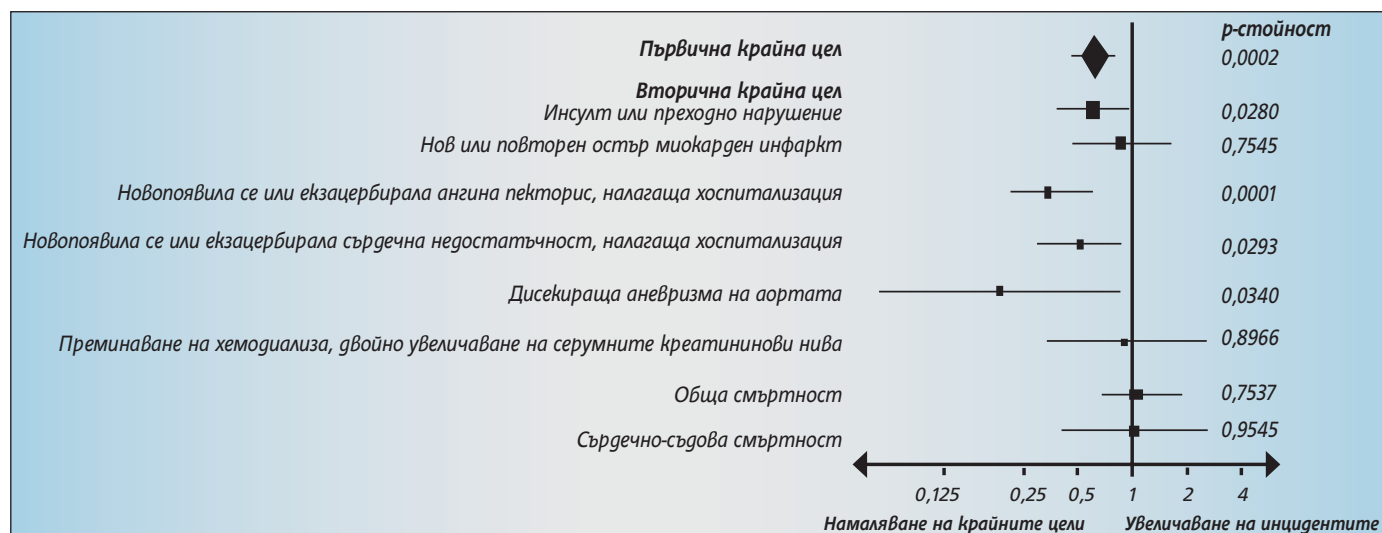 р-стойност
Първична крайна цел 0,0002
Вторична крайна цел
Инсулт или преходно нарушение 0,0280
Нов или повторен остър миокарден инфаркт 0,7545
Новопоявила се или екзацербирала ангина пекторис, налагаща хоспитализация 0,0001
Новопоявила се или екзацербирала сърдечна недостатъчност, налагаща хоспитализация 0,0293
Дисекираща аневризма на аортата 0,0340
Преминаване на хемодиализа, двойно увеличаване на серумните креатининови нива 0,8966
Обща смъртност 0,7537
Сърдечно-съдова смъртност 0,9545
0,125 0,25 0,5 1 2 4
Намаляване на крайните цели Увеличаване на инцидентите